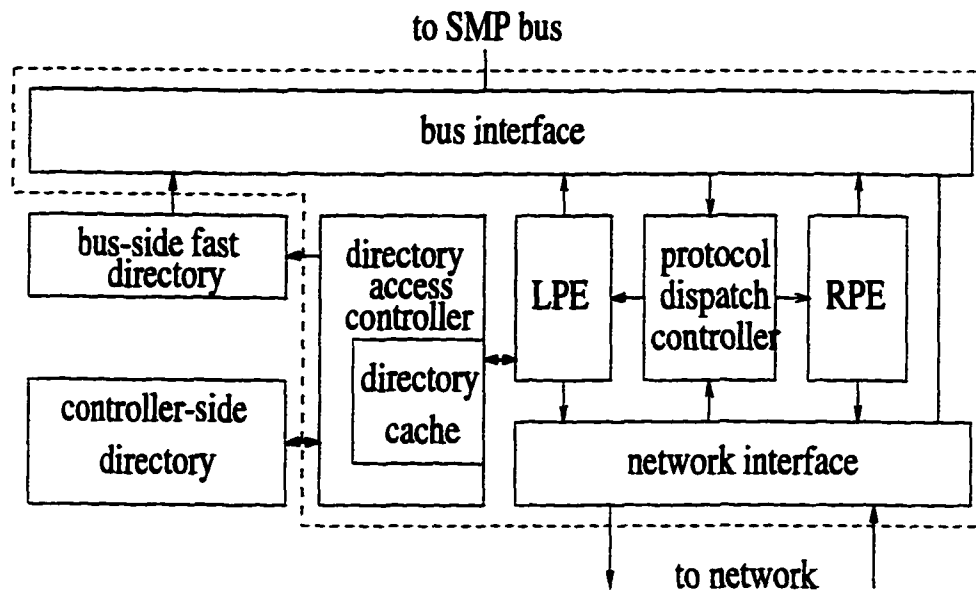 to SMP bus
bus interface
bus-side fast
directory
directory
access
controller
directory
cache
LPE
protocol
dispatch
controller
RPE
controller-side
directory
network interface
to network